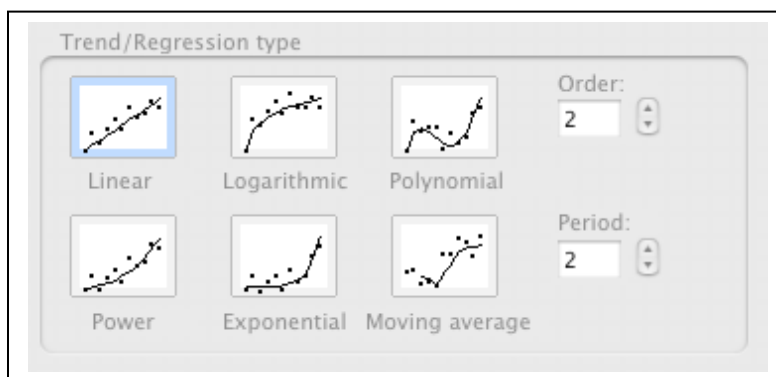 Trend/Regression type
Order:
2
Linear
Logarithmic
Polynomial
Period:
2
Power
Exponential
Moving average